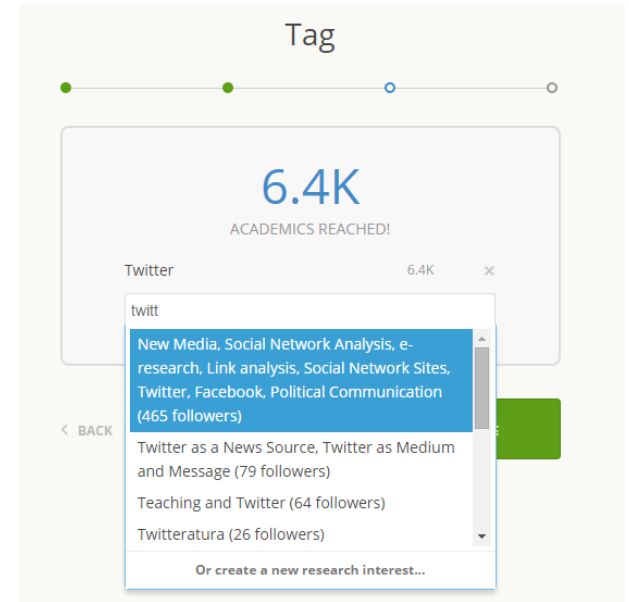 Tag
6.4K
ACADEMICS REACHED!
Twitter 6.4K ×
twitt
New Media, Social Network Analysis, e-
research, Link analysis, Social Network Sites,
Twitter, Facebook, Political Communication
(465 followers)
< BACK
Twitter as a News Source, Twitter as Medium
and Message (79 followers)
Teaching and Twitter (64 followers)
Twitteratura (26 followers)
Or create a new research interest...